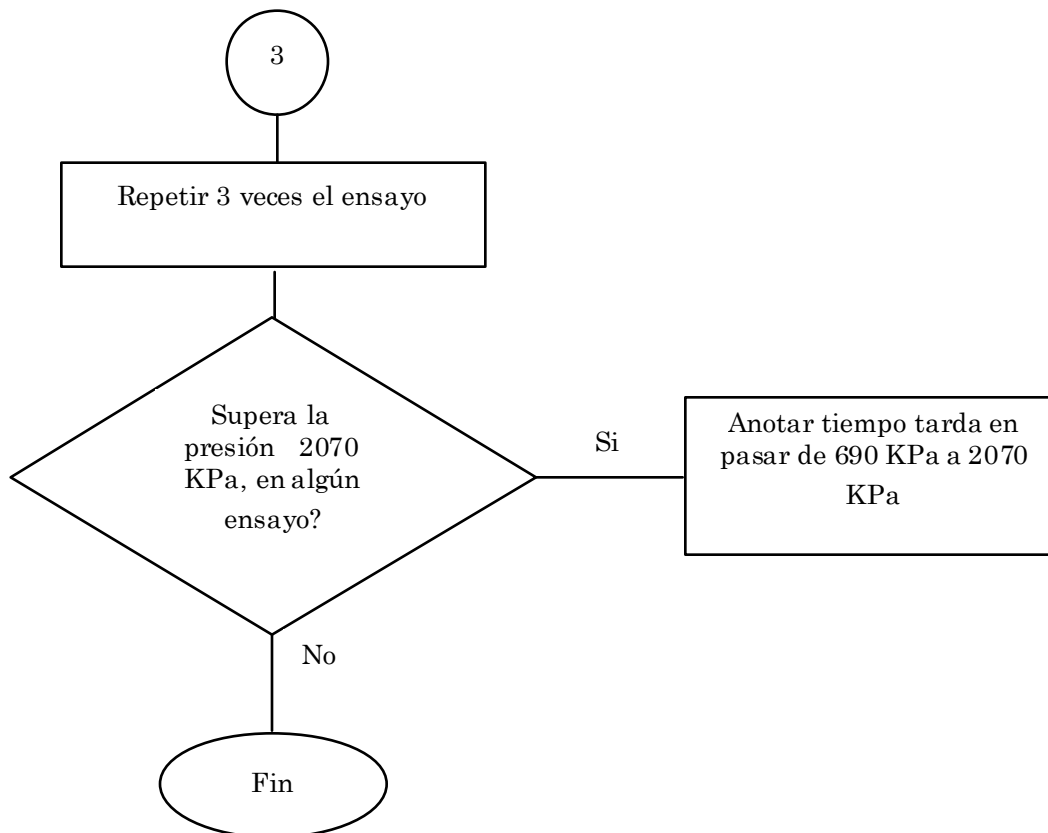 3
Repetir 3 veces el ensayo
Supera la
presión 2070
KPa, en algún
ensayo?
Si
Anotar tiempo tarda en
pasar de 690 KPa a 2070
KPa
No
Fin